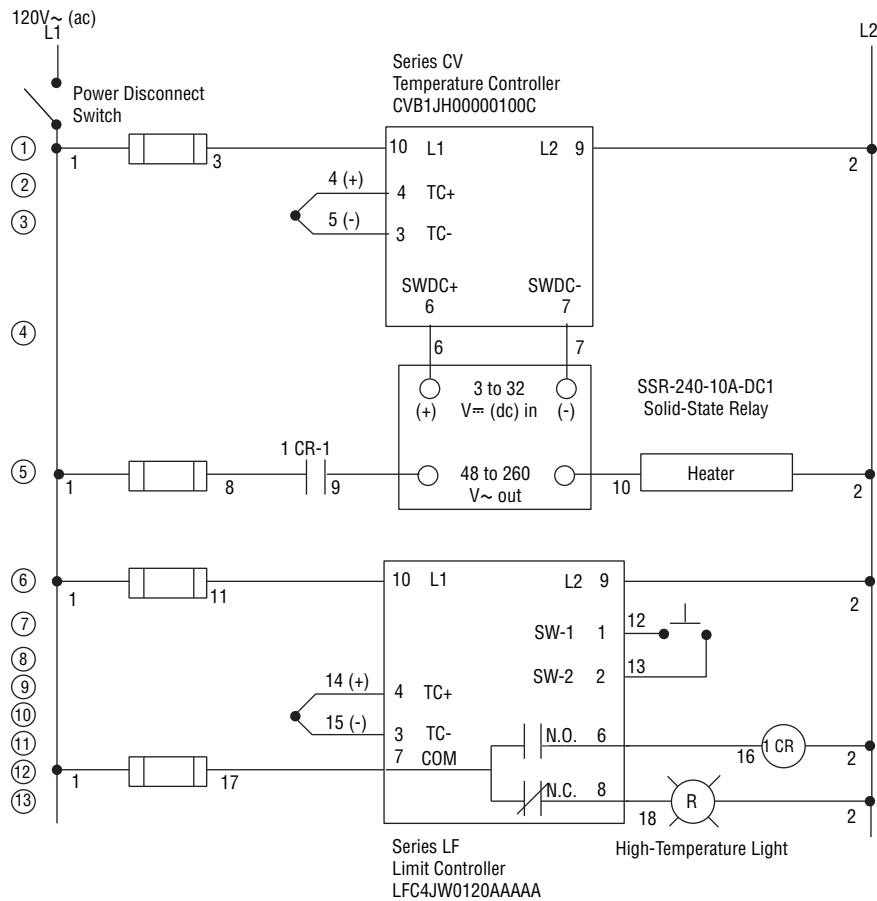 120V~ (ac)
L1
L2
Power Disconnect
Switch
Series CV
Temperature Controller
CVB1JH00000100C
① 1 3 10 L1 L2 9 2
② 4 (+) 4 TC+
③ 5 (-) 3 TC-
SWDC+ SWDC-
6 7
④ 6 7
3 to 32
(+) V⎓ (dc) in (-)
SSR-240-10A-DC1
Solid-State Relay
1 CR-1
⑤ 1 8 9 48 to 260 10 Heater 2
V~ out
⑥ 1 11 10 L1 L2 9 2
⑦ SW-1 1 12
⑧ SW-2 2 13
⑨ 14 (+) 4 TC+
⑩ 15 (-) 3 TC-
⑪ N.O. 6 16 1 CR 2
⑫ 1 17 7 COM
⑬ N.C. 8 18 R 2
High-Temperature Light
Series LF
Limit Controller
LFC4JW0120AAAAA